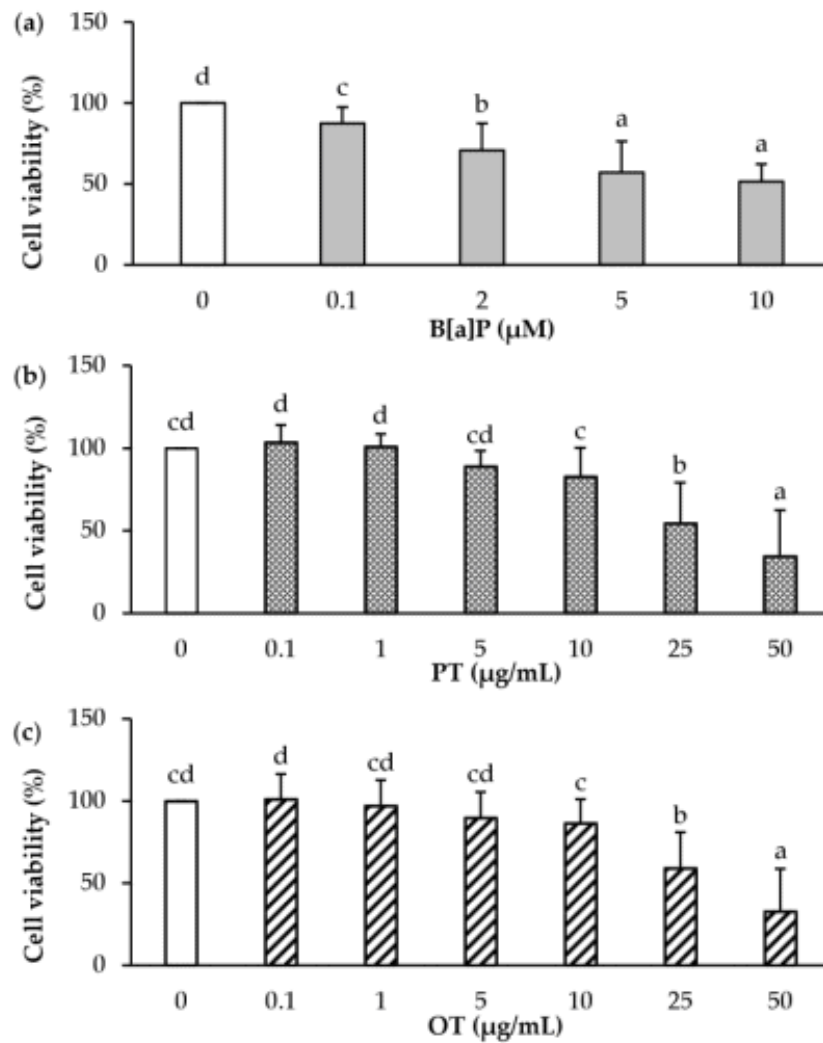 (a)
150
100
50
0
Cell viability (%)
d
c
b
a
a
0 0.1 2 5 10
B[a]P (µM)
(b)
150
100
50
0
Cell viability (%)
cd
d
d
cd
c
b
a
0 0.1 1 5 10 25 50
PT (µg/mL)
(c)
150
100
50
0
Cell viability (%)
cd
d
cd
cd
c
b
a
0 0.1 1 5 10 25 50
OT (µg/mL)